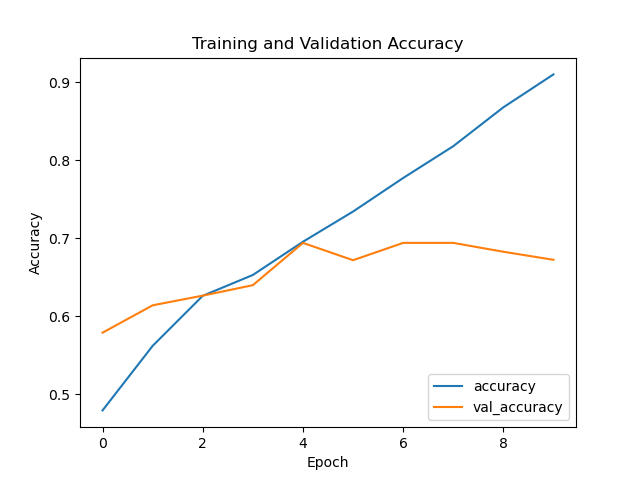 Training and Validation Accuracy
Accuracy
0.9
0.8
0.7
0.6
0.5
0 2 4 6 8
Epoch
accuracy
val_accuracy